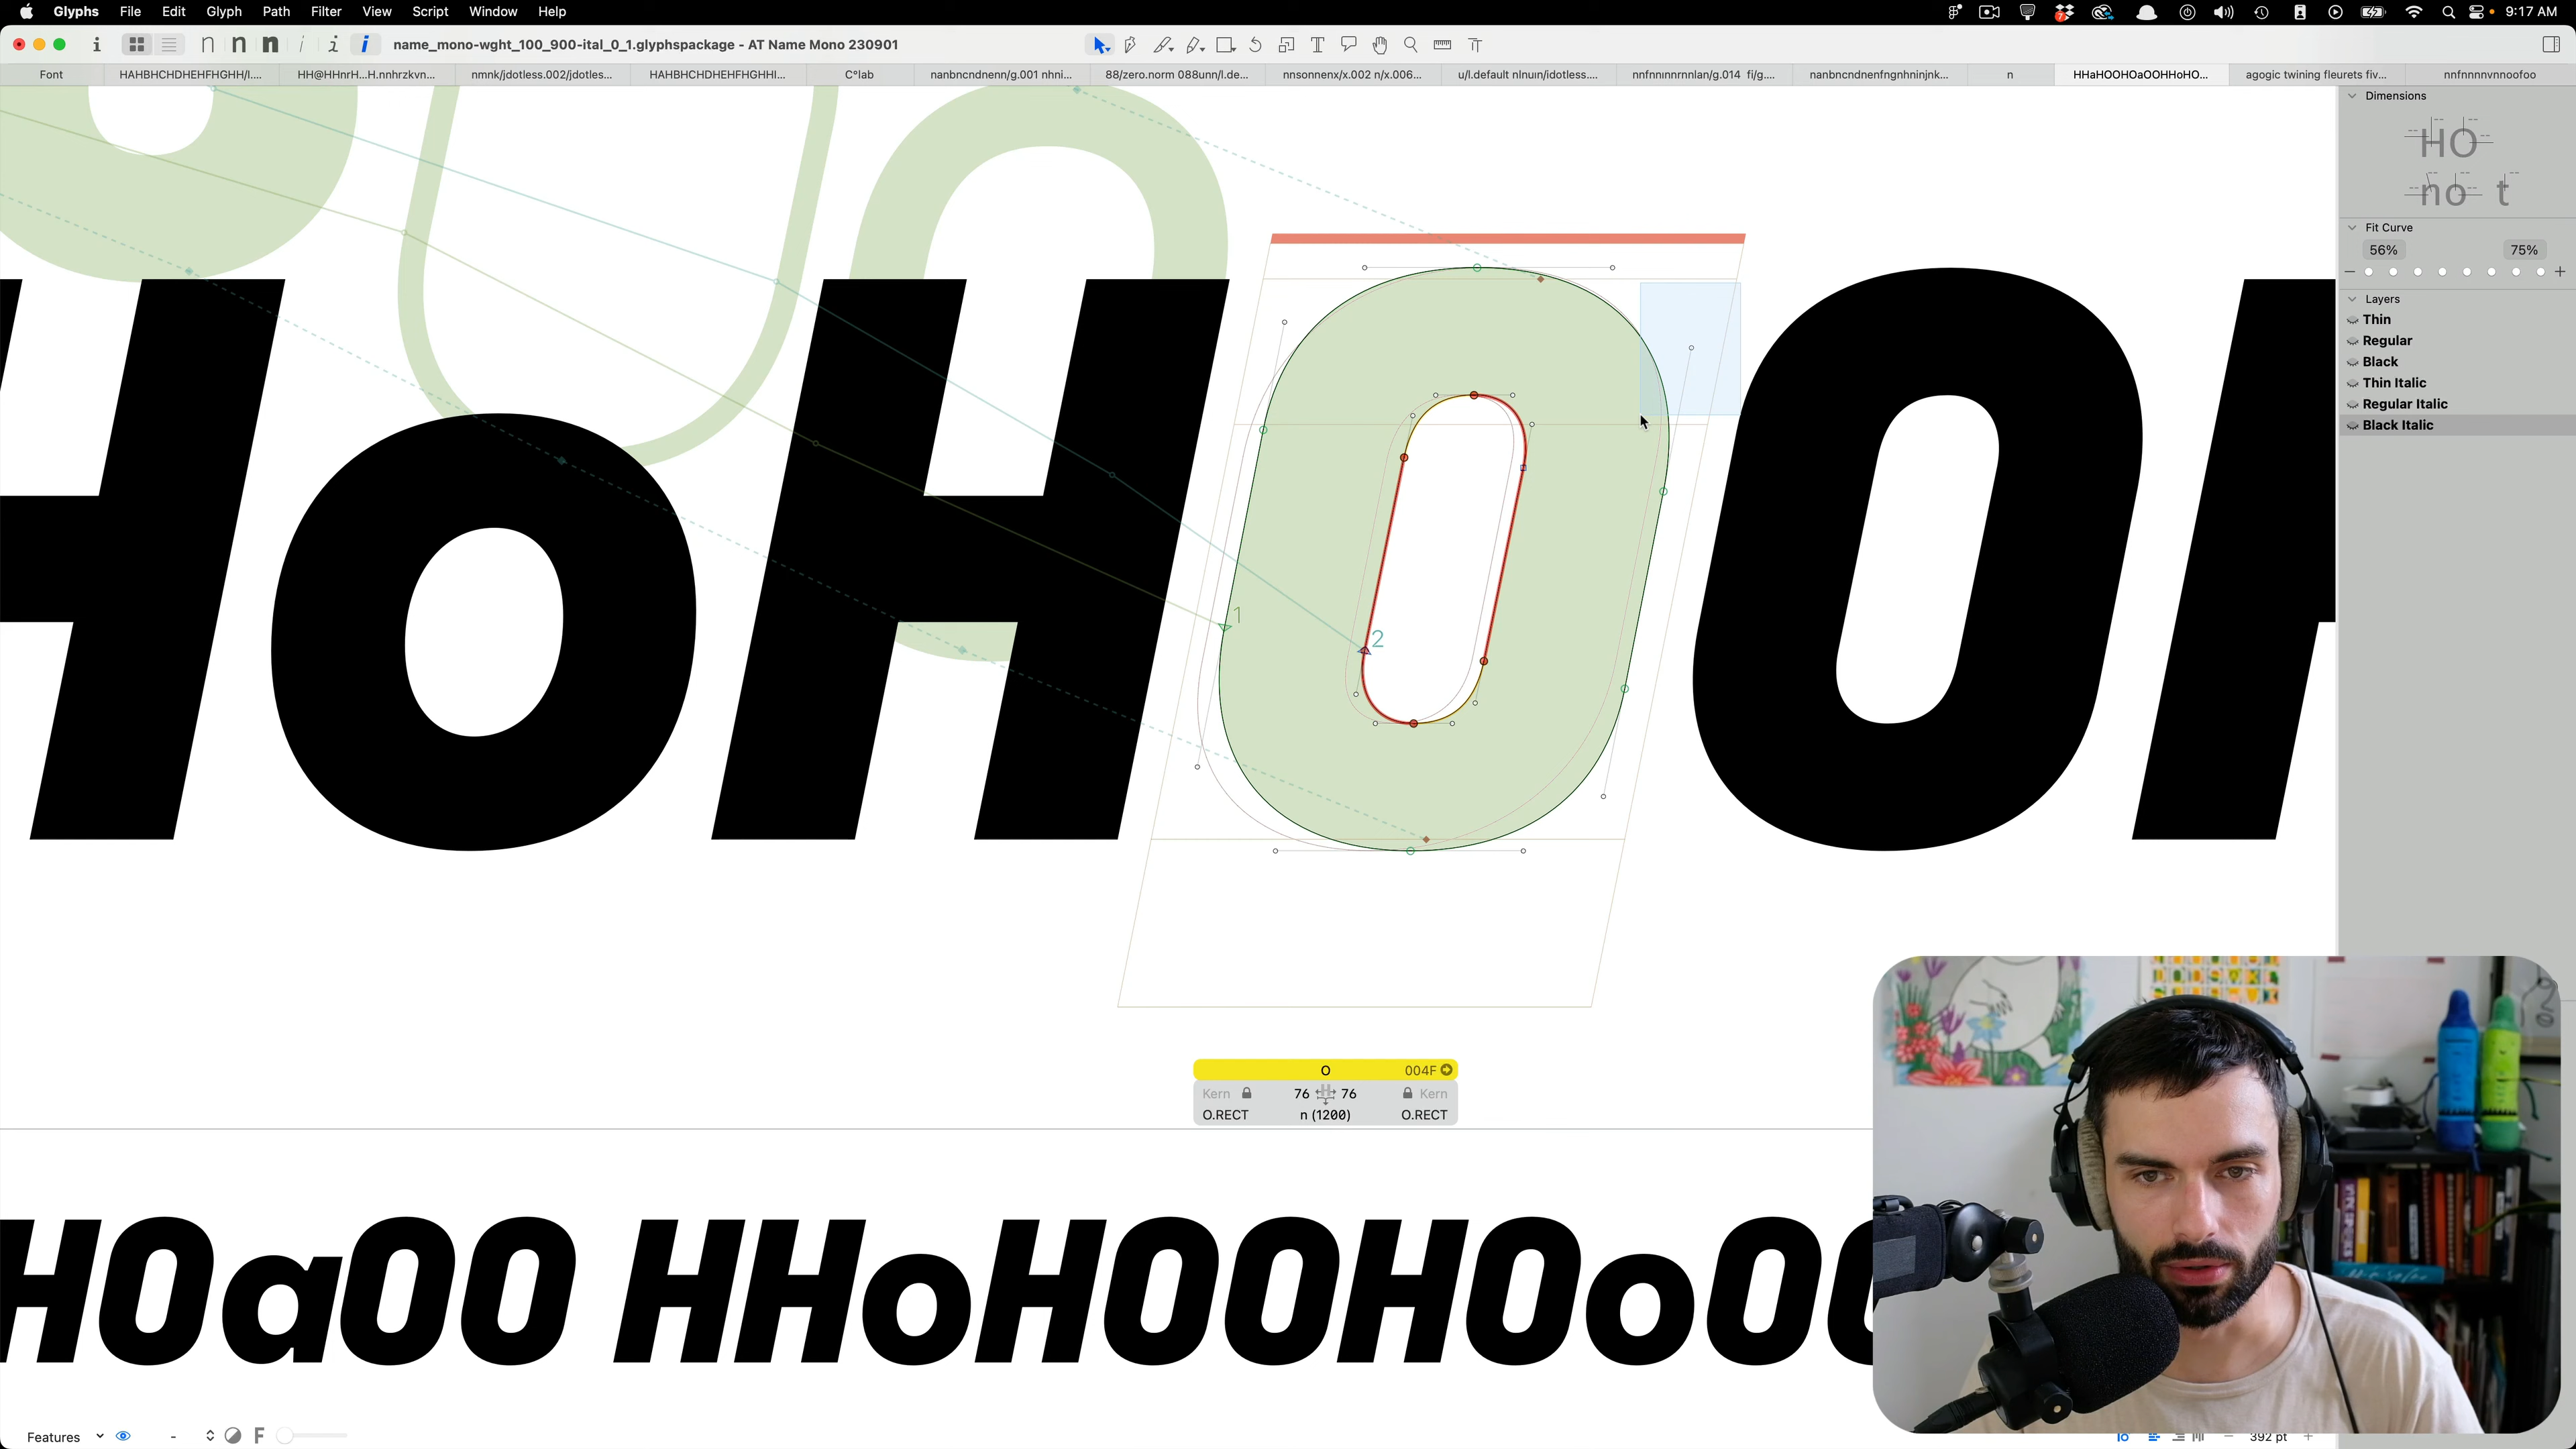 Glyphs File Edit Glyph Path Filter View Script Window Help 9:17 AM
name_mono-wght_100_900-ital_0_1.glyphspackage - AT Name Mono 230901
Font HAHBHCHDHEHFHGHH/I.... HH@HHnrH...H.nnhrzkvn... nmnk/jdotless.002/jdotles... HAHBHCHDHEHFHGHHI... C°lab nanbncndnenn/g.001 nhni... 88/zero.norm 088unn/l.de... nnsonnenx/x.002 n/x.006... u/l.default nlnuın/idotless.... nnfnnınnrnnlan/g.014 fi/g.... nanbncndnenfngnhninjnk... n HHaHOOHOaOOHHoHO... agogic twining fleurets fiv... nnfnnnnvnnoofoo
Dimensions
HO
no t
Fit Curve
56% 75%
Layers
Thin
Regular
Black
Thin Italic
Regular Italic
Black Italic
HoHOOH
1
2
O 004F
Kern 76 76 Kern
O.RECT n (1200) O.RECT
HOaOO HHoHOOHOoOO
Features - F 392 pt